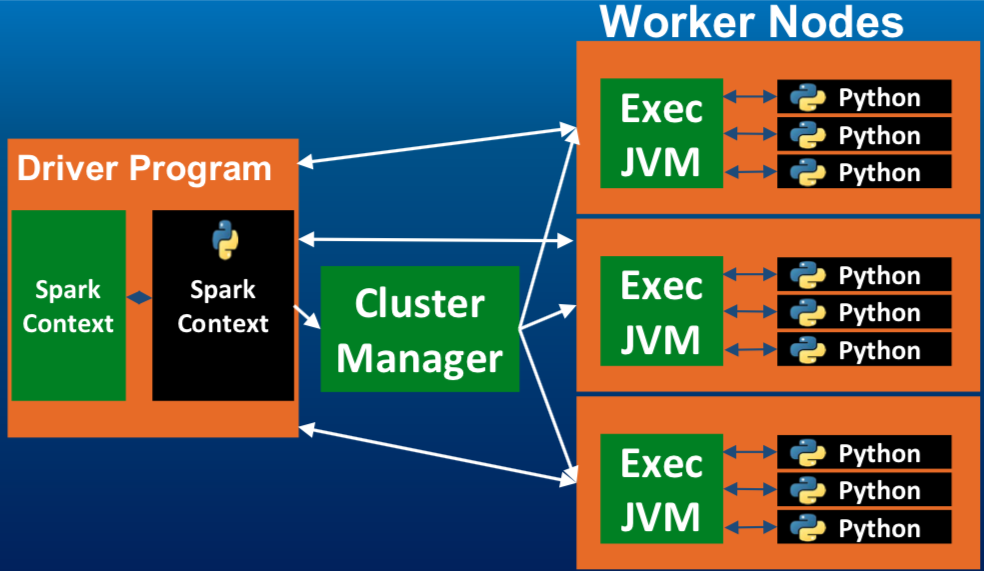 Worker Nodes
Driver Program
Spark
Context
Spark
Context
Cluster
Manager
Exec
JVM
Python
Python
Python
Exec
JVM
Python
Python
Python
Exec
JVM
Python
Python
Python